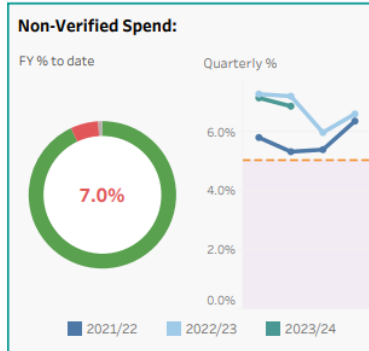 Non-Verified Spend:
FY % to date
Quarterly %
7.0%
6.0%
4.0%
2.0%
0.0%
2021/22 2022/23 2023/24